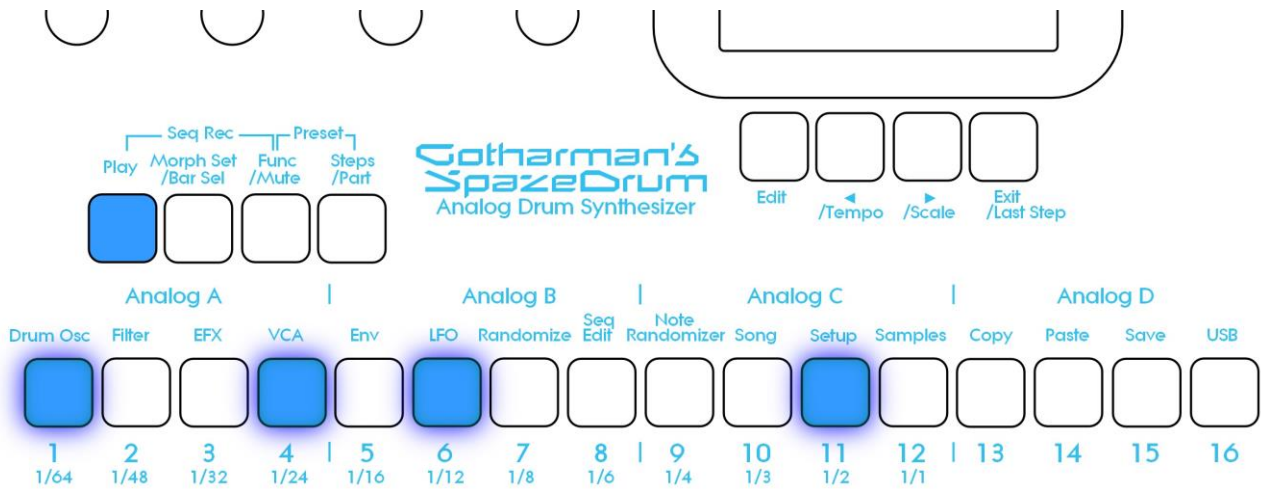 Seq Rec Preset
Play Morph Set /Bar Sel Func /Mute Steps /Part
Gotharman's
SpazeDrum
Analog Drum Synthesizer
Edit ◄ /Tempo ► /Scale Exit /Last Step
Analog A | Analog B | Analog C | Analog D
Drum Osc Filter EFX VCA Env LFO Randomize Seq Edit Note Randomizer Song Setup Samples Copy Paste Save USB
1 2 3 4 | 5 6 7 8 | 9 10 11 12 | 13 14 15 16
1/64 1/48 1/32 1/24 1/16 1/12 1/8 1/6 1/4 1/3 1/2 1/1